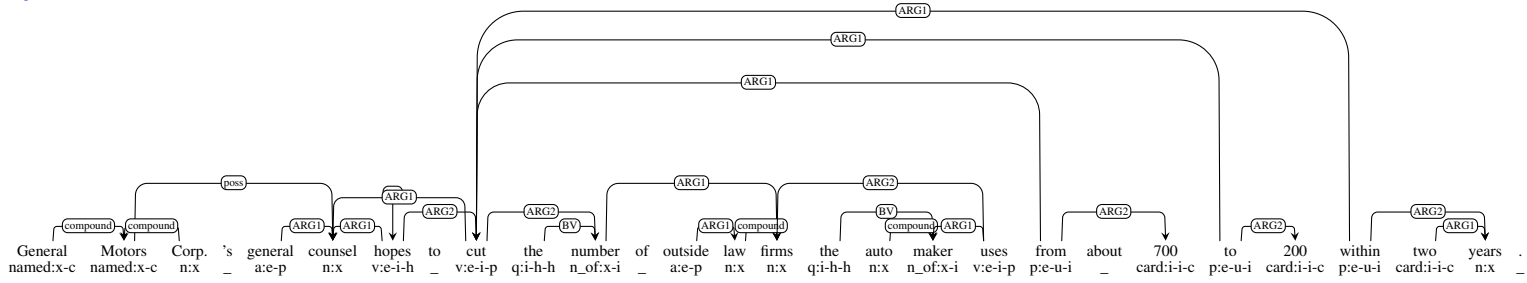 ARG1
ARG1
ARG1
poss ARG1 ARG2
ARG1
ARG2 ARG2 BV ARG2 ARG2
compound compound ARG1 ARG1 BV ARG1 compound compound ARG1 ARG2 ARG1
General Motors Corp. 's general counsel hopes to cut the number of outside law firms the auto maker uses from about 700 to 200 within two years .
named:x-c named:x-c n:x _ a:e-p n:x v:e-i-h _ v:e-i-p q:i-h-h n_of:x-i _ a:e-p n:x n:x q:i-h-h n:x n_of:x-i v:e-i-p p:e-u-i _ card:i-i-c p:e-u-i card:i-i-c p:e-u-i card:i-i-c n:x _